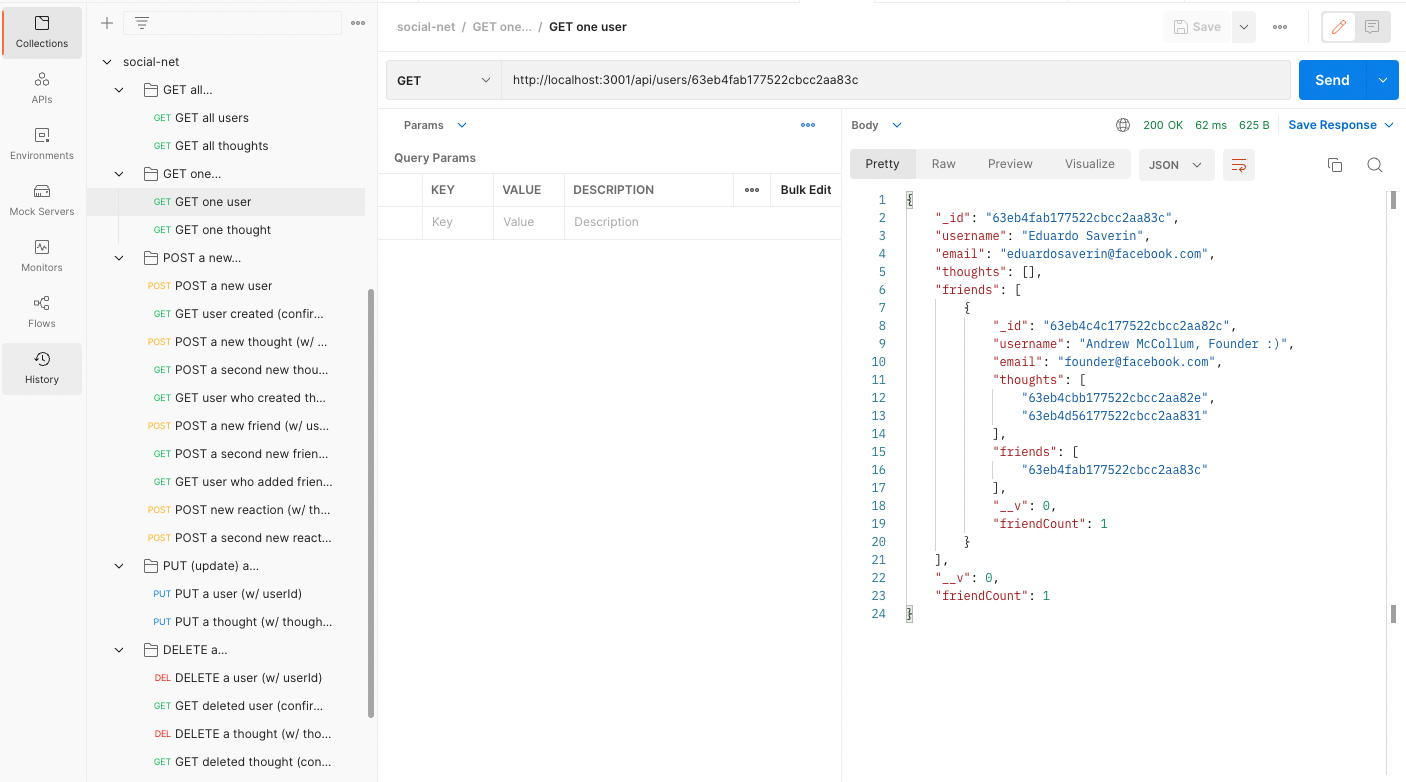 Collections
APIs
Environments
Mock Servers
Monitors
Flows
History
social-net
GET all...
GET GET all users
GET GET all thoughts
GET one...
GET GET one user
GET GET one thought
POST a new...
POST POST a new user
GET GET user created (confir...
POST POST a new thought (w/ ...
GET POST a second new thou...
GET GET user who created th...
POST POST a new friend (w/ us...
GET POST a second new frien...
GET GET user who added frien...
POST POST new reaction (w/ th...
POST POST a second new react...
PUT (update) a...
PUT PUT a user (w/ userId)
PUT PUT a thought (w/ though...
DELETE a...
DEL DELETE a user (w/ userId)
GET GET deleted user (confir...
DEL DELETE a thought (w/ tho...
GET GET deleted thought (con...
social-net / GET one... / GET one user
Save
GET http://localhost:3001/api/users/63eb4fab177522cbcc2aa83c Send
Params
Query Params
KEY VALUE DESCRIPTION Bulk Edit
Key Value Description
Body 200 OK 62 ms 625 B Save Response
Pretty Raw Preview Visualize JSON
1 {
2 "_id": "63eb4fab177522cbcc2aa83c",
3 "username": "Eduardo Saverin",
4 "email": "eduardosaverin@facebook.com",
5 "thoughts": [],
6 "friends": [
7 {
8 "_id": "63eb4c4c177522cbcc2aa82c",
9 "username": "Andrew McCollum, Founder :)",
10 "email": "founder@facebook.com",
11 "thoughts": [
12 "63eb4cbb177522cbcc2aa82e",
13 "63eb4d56177522cbcc2aa831"
14 ],
15 "friends": [
16 "63eb4fab177522cbcc2aa83c"
17 ],
18 "__v": 0,
19 "friendCount": 1
20 }
21 ],
22 "__v": 0,
23 "friendCount": 1
24 }